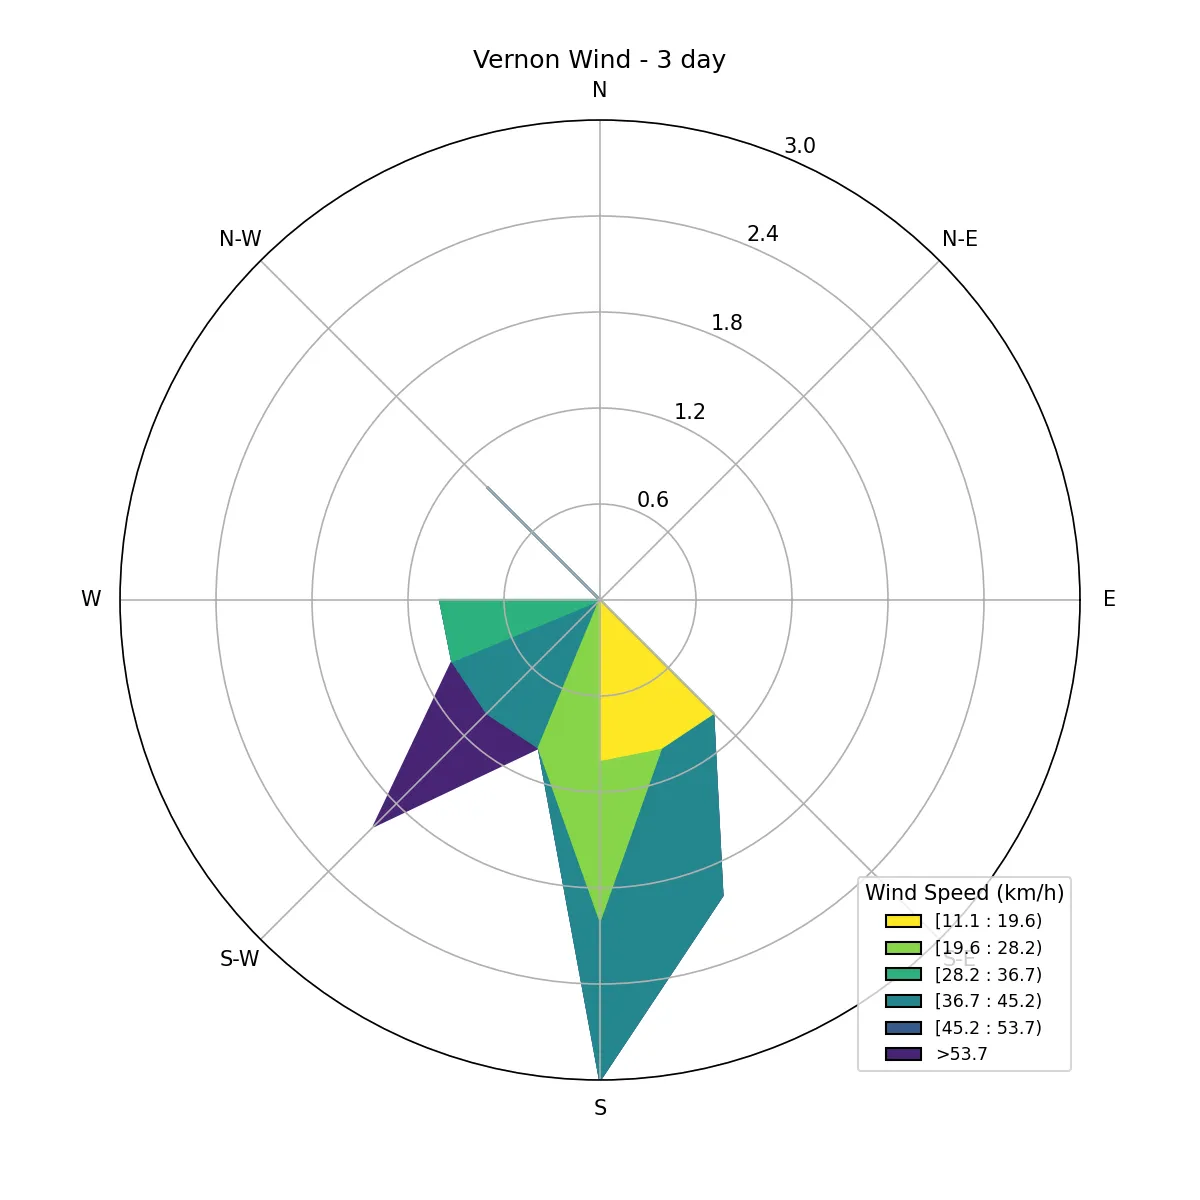 Vernon Wind - 3 day
N
3.0
N-W
2.4
N-E
1.8
1.2
0.6
W
E
S-W
S-E
Wind Speed (km/h)
[11.1 : 19.6)
[19.6 : 28.2)
[28.2 : 36.7)
[36.7 : 45.2)
[45.2 : 53.7)
>53.7
S